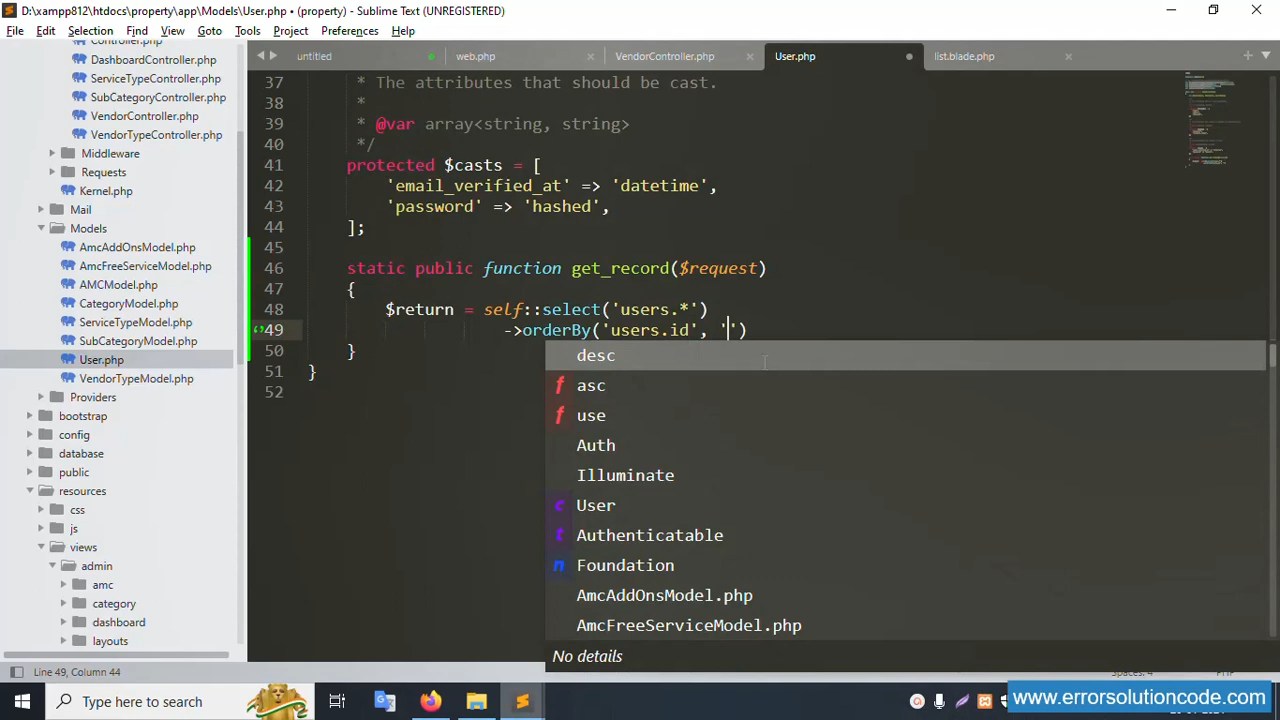 D:\xampp812\htdocs\property\app\Models\User.php • (property) - Sublime Text (UNREGISTERED)
File Edit Selection Find View Goto Tools Project Preferences Help
untitled web.php VendorController.php User.php list.blade.php
Controller.php
DashboardController.php
ServiceTypeController.php
SubCategoryController.php
VendorController.php
VendorTypeController.php
Middleware
Requests
Kernel.php
Mail
Models
AmcAddOnsModel.php
AmcFreeServiceModel.php
AMCModel.php
CategoryModel.php
ServiceTypeModel.php
SubCategoryModel.php
User.php
VendorTypeModel.php
Providers
bootstrap
config
database
public
resources
css
js
views
admin
amc
category
dashboard
layouts
37 * The attributes that should be cast.
38 *
39 * @var array<string, string>
40 */
41 protected $casts = [
42 'email_verified_at' => 'datetime',
43 'password' => 'hashed',
44 ];
45
46 static public function get_record($request)
47 {
48 $return = self::select('users.*')
49 ->orderBy('users.id', '')
50 }
51 }
52
desc
f asc
f use
Auth
Illuminate
c User
t Authenticatable
n Foundation
AmcAddOnsModel.php
AmcFreeServiceModel.php
No details
Line 49, Column 44
Type here to search
www.errorsolutioncode.com